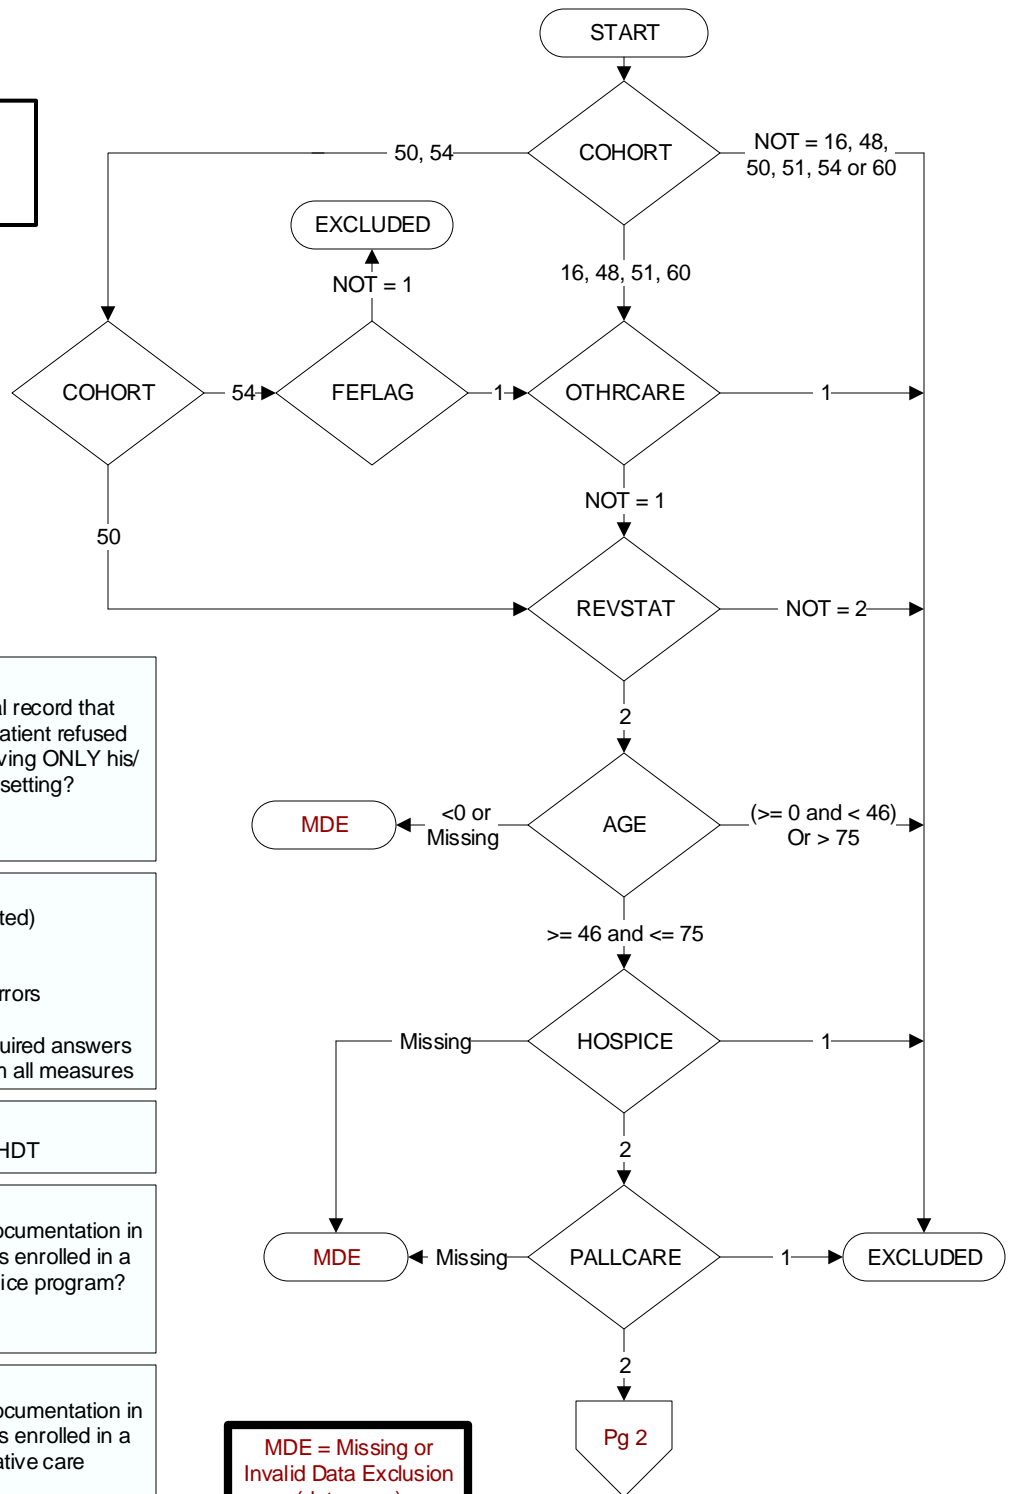 START
COHORT
50, 54
NOT = 16, 48,
50, 51, 54 or 60
EXCLUDED
NOT = 1
16, 48, 51, 60
COHORT
54
FEFLAG
1
OTHRCARE
1
NOT = 1
50
REVSTAT
NOT = 2
2
al record that
atient refused
ving ONLY his/
setting?
MDE
<0 or
Missing
AGE
(>= 0 and < 46)
Or > 75
ted)
rrors
uired answers
n all measures
>= 46 and <= 75
Missing
HOSPICE
1
HDT
2
ocumentation in
s enrolled in a
ice program?
MDE
Missing
PALLCARE
1
EXCLUDED
2
ocumentation in
s enrolled in a
ative care
Pg 2
MDE = Missing or
Invalid Data Exclusion